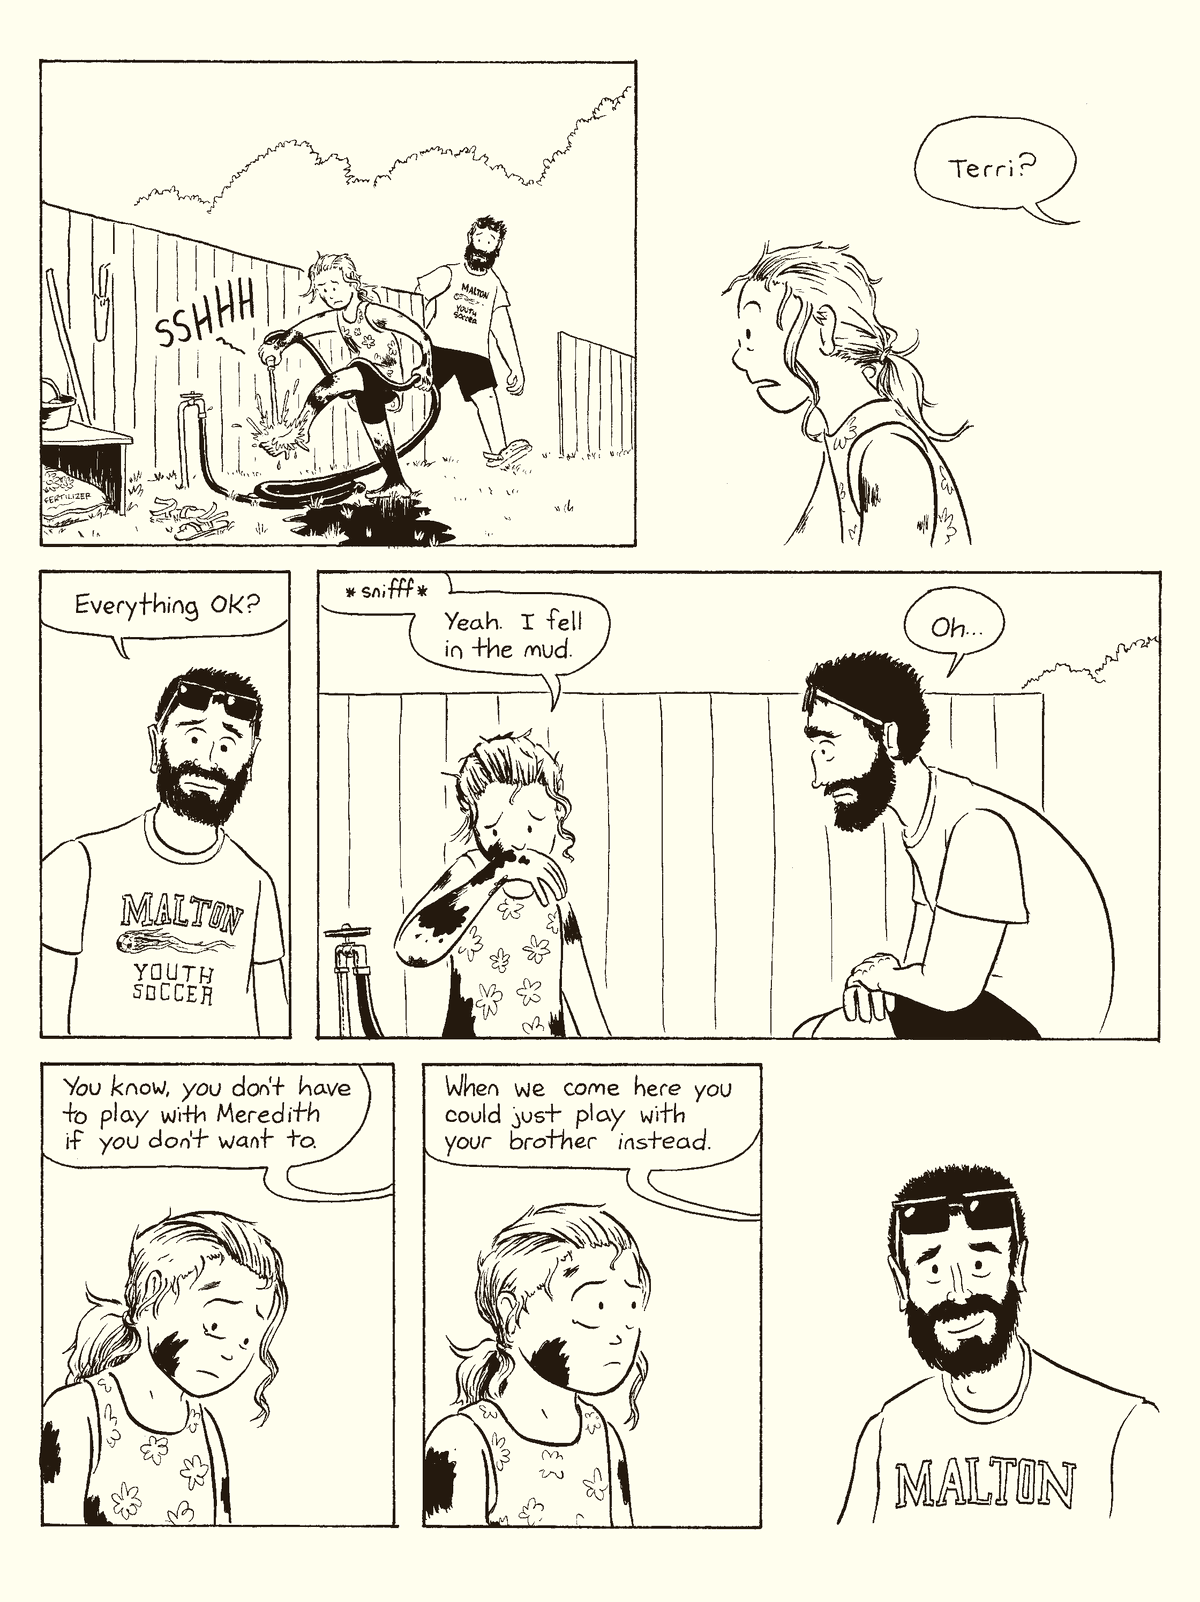 SSHHH
MALTON
YOUTH
SOCCER
FERTILIZER
Terri?
Everything OK?
MALTON
YOUTH
SOCCER
*snifff*
Yeah. I fell
in the mud.
Oh...
You know, you don't have
to play with Meredith
if you don't want to.
When we come here you
could just play with
your brother instead.
MALTON